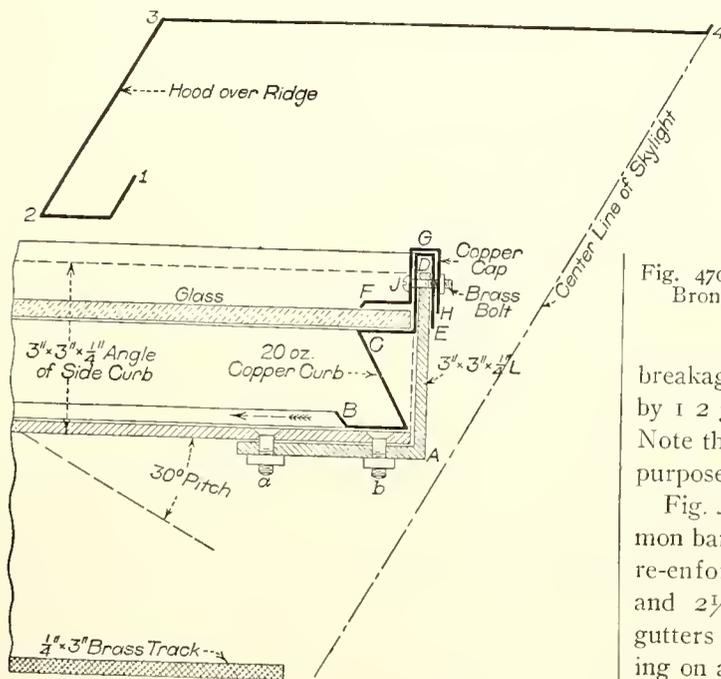 3
4
Hood over Ridge
1
2
Center Line of Skylight
G
D
Copper
Cap
J
F
Brass
Bolt
Glass
H
E
C
3"×3"×¼" Angle
of Side Curb
20 oz.
Copper Curb
3"×3"×¼"L
B
A
a
b
30° Pitch
¼"×3" Brass Track
Fig. 470
Bron
breakag
by 1 2
Note th
purpose
Fig.
mon bar
re-enfor
and 2½
gutters
ing on a